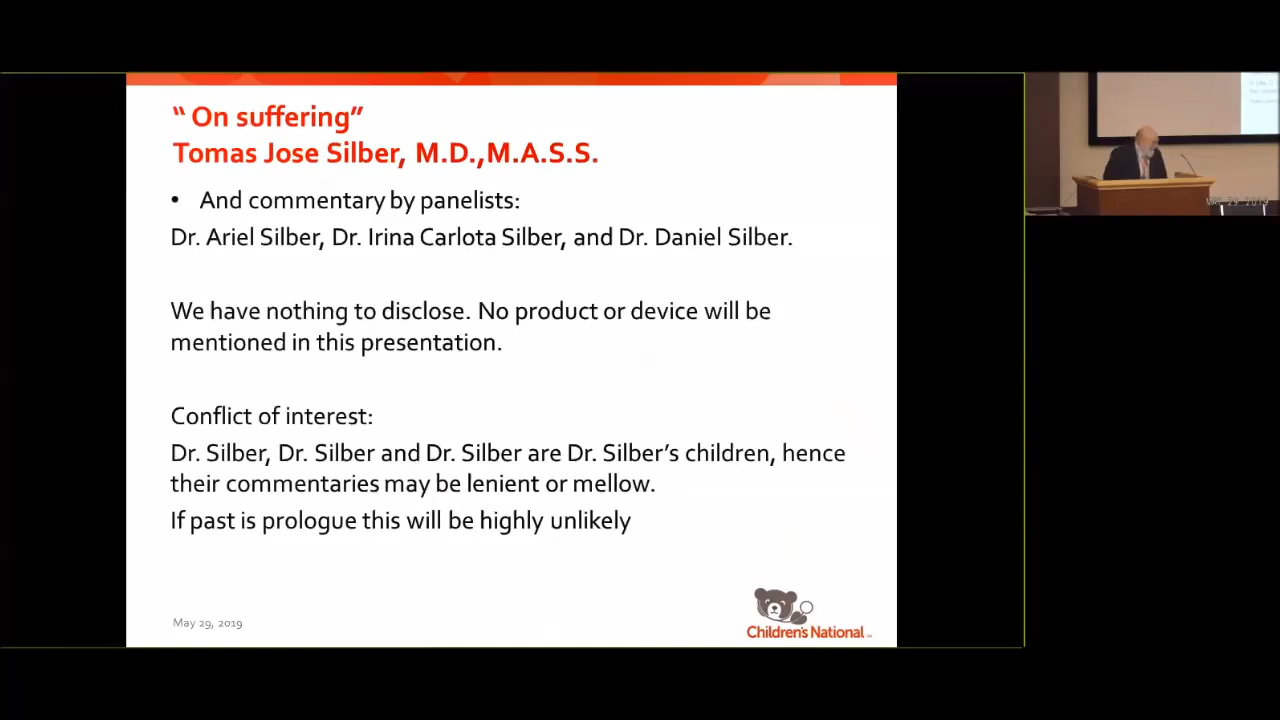 “ On suffering”
Tomas Jose Silber, M.D.,M.A.S.S.
• And commentary by panelists:
Dr. Ariel Silber, Dr. Irina Carlota Silber, and Dr. Daniel Silber.
We have nothing to disclose. No product or device will be
mentioned in this presentation.
Conflict of interest:
Dr. Silber, Dr. Silber and Dr. Silber are Dr. Silber’s children, hence
their commentaries may be lenient or mellow.
If past is prologue this will be highly unlikely
May 29, 2019
Children's National
MAY 29 2019